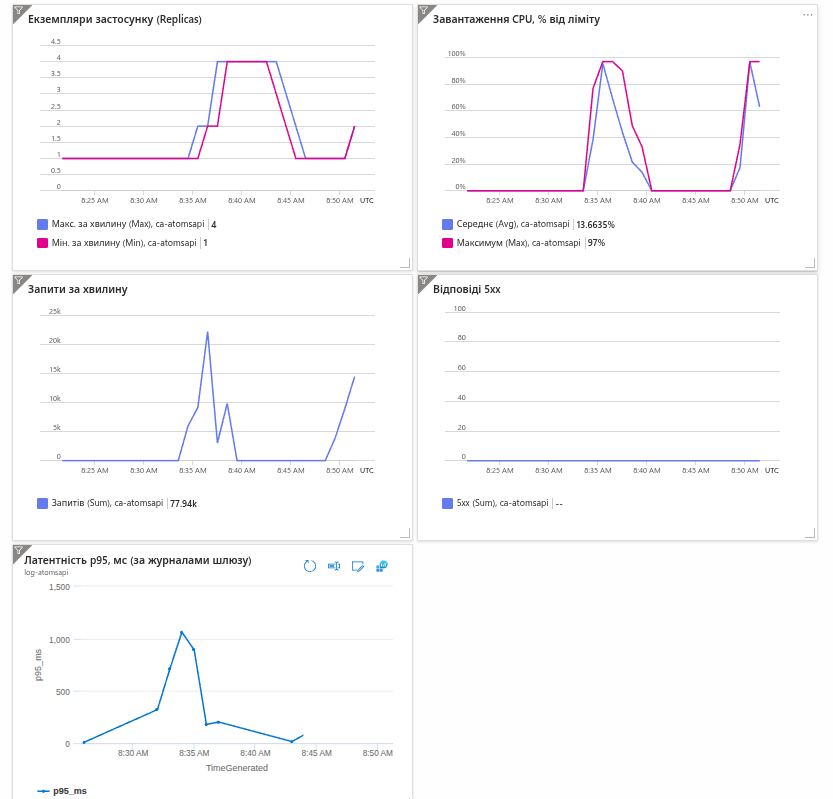 Екземпляри застосунку (Replicas)
4.5
4
3.5
3
2.5
2
1.5
1
0.5
0
8:25 AM 8:30 AM 8:35 AM 8:40 AM 8:45 AM 8:50 AM UTC
Макс. за хвилину (Max), ca-atomsapi 4
Мін. за хвилину (Min), ca-atomsapi 1
Завантаження CPU, % від ліміту
...
100%
80%
60%
40%
20%
0%
8:25 AM 8:30 AM 8:35 AM 8:40 AM 8:45 AM 8:50 AM UTC
Середнє (Avg), ca-atomsapi 13.6635%
Максимум (Max), ca-atomsapi 97%
Запити за хвилину
25k
20k
15k
10k
5k
0
8:25 AM 8:30 AM 8:35 AM 8:40 AM 8:45 AM 8:50 AM UTC
Запитів (Sum), ca-atomsapi 77.94k
Відповіді 5xx
100
80
60
40
20
0
8:25 AM 8:30 AM 8:35 AM 8:40 AM 8:45 AM 8:50 AM UTC
5xx (Sum), ca-atomsapi --
Латентність p95, мс (за журналами шлюзу)
log-atomsapi
1,500
1,000
500
0
p95_ms
8:30 AM 8:35 AM 8:40 AM 8:45 AM 8:50 AM
TimeGenerated
p95_ms